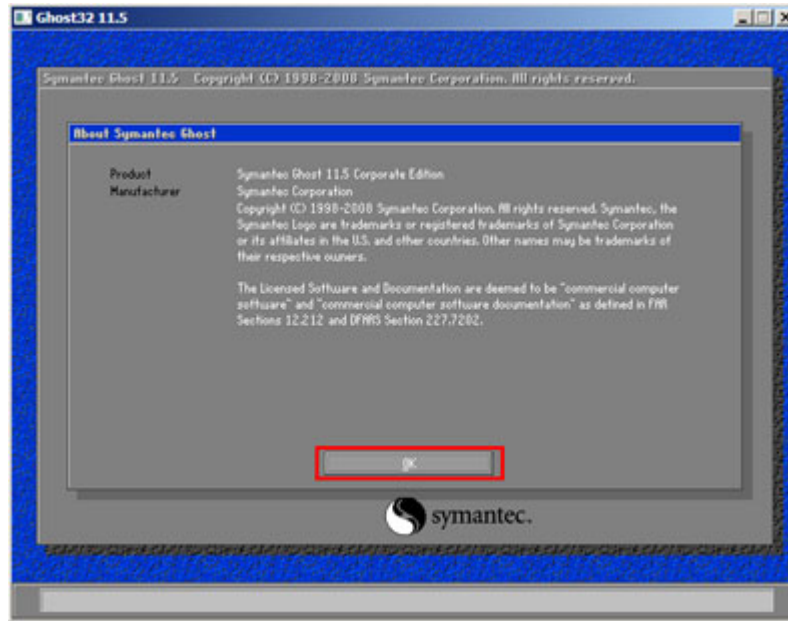 Ghost32 11.5
Symantec Ghost 11.5 Copyright (C) 1998-2008 Symantec Corporation. All rights reserved.
About Symantec Ghost
Product Symantec Ghost 11.5 Corporate Edition
Manufacturer Symantec Corporation
Copyright (C) 1998-2008 Symantec Corporation. All rights reserved. Symantec, the
Symantec Logo are trademarks or registered trademarks of Symantec Corporation
or its affiliates in the U.S. and other countries. Other names may be trademarks of
their respective owners.
The Licensed Software and Documentation are deemed to be "commercial computer
software" and "commercial computer software documentation" as defined in FAR
Sections 12.212 and DFARS Section 227.7202.
OK
symantec.